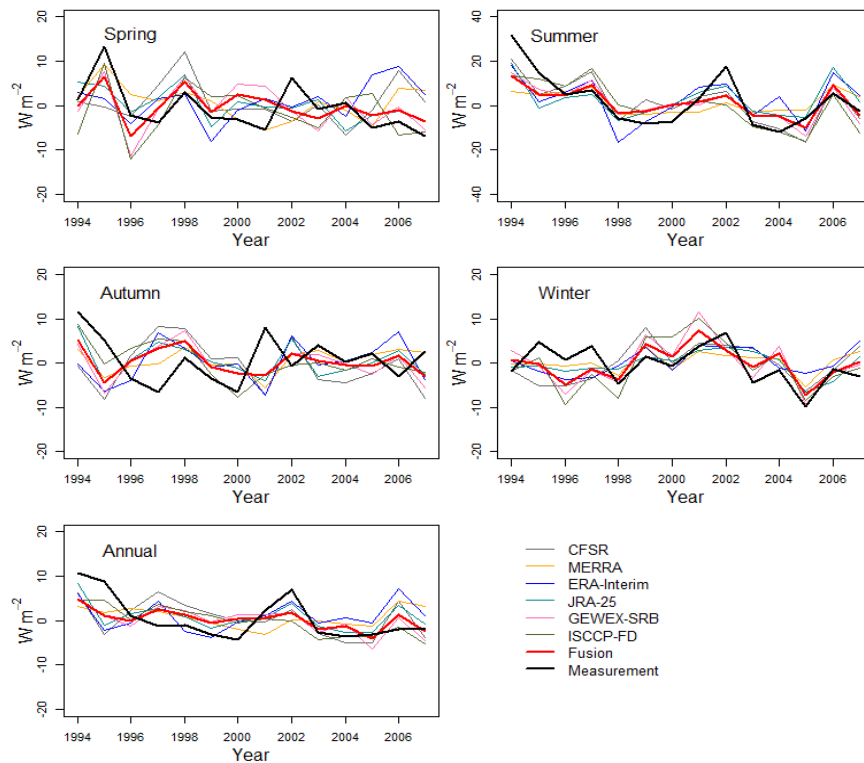 Spring
W m⁻²
20
10
0
-10
-20
1994 1996 1998 2000 2002 2004 2006
Year
Summer
W m⁻²
40
20
0
-20
-40
1994 1996 1998 2000 2002 2004 2006
Year
Autumn
W m⁻²
20
10
0
-10
-20
1994 1996 1998 2000 2002 2004 2006
Year
Winter
W m⁻²
20
10
0
-10
-20
1994 1996 1998 2000 2002 2004 2006
Year
Annual
W m⁻²
20
10
0
-10
-20
1994 1996 1998 2000 2002 2004 2006
Year
CFSR
MERRA
ERA-Interim
JRA-25
GEWEX-SRB
ISCCP-FD
Fusion
Measurement